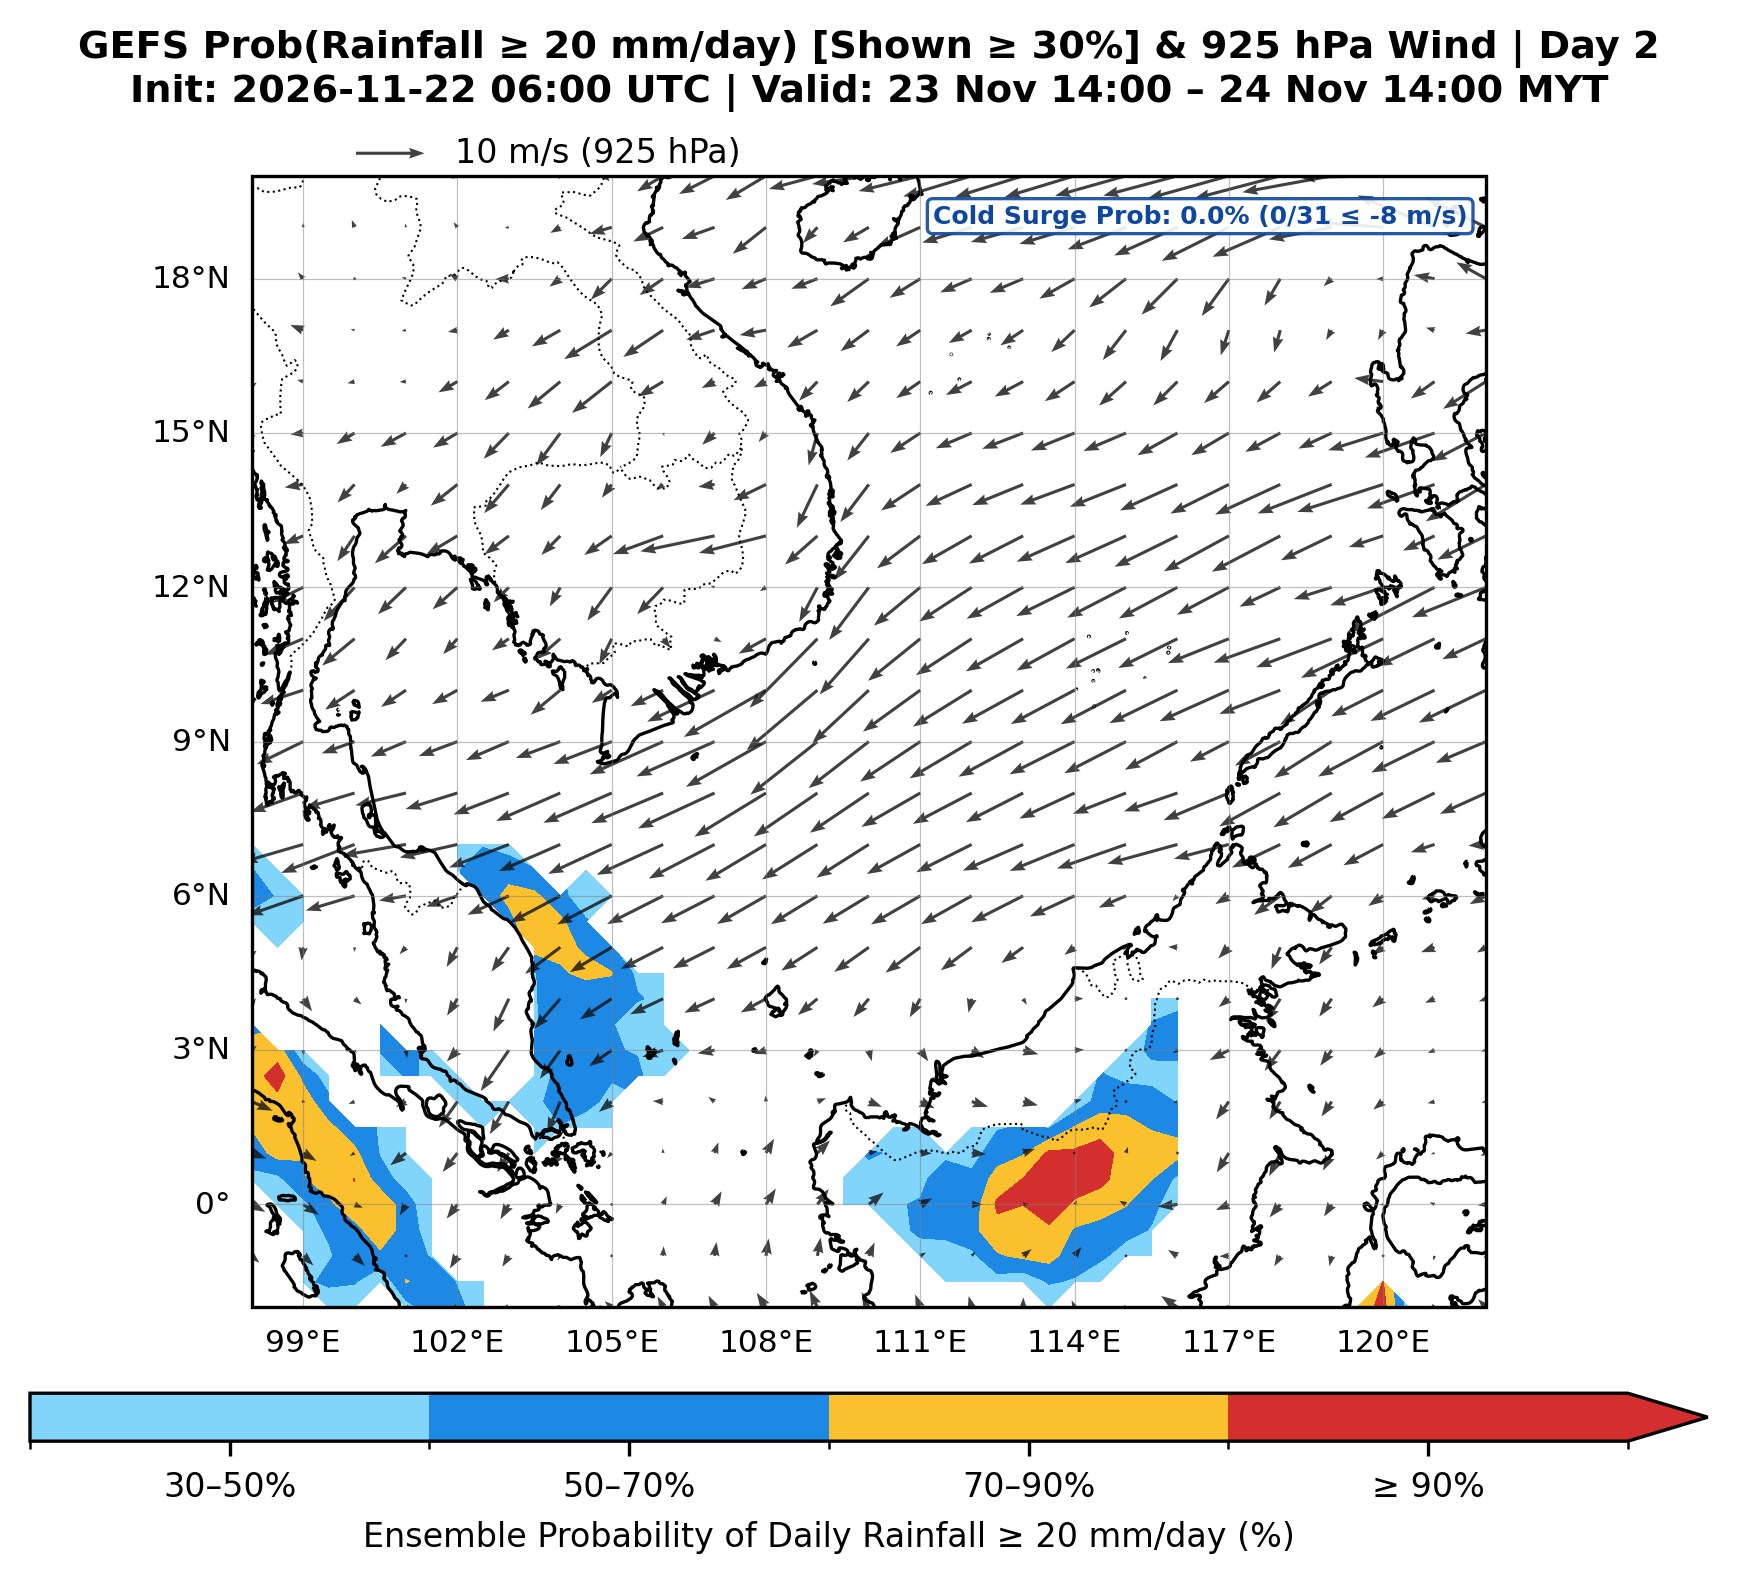 GEFS Prob(Rainfall ≥ 20 mm/day) [Shown ≥ 30%] & 925 hPa Wind | Day 2
Init: 2026-11-22 06:00 UTC | Valid: 23 Nov 14:00 – 24 Nov 14:00 MYT
10 m/s (925 hPa)
Cold Surge Prob: 0.0% (0/31 ≤ -8 m/s)
18°N
15°N
12°N
9°N
6°N
3°N
0°
99°E 102°E 105°E 108°E 111°E 114°E 117°E 120°E
30–50% 50–70% 70–90% ≥ 90%
Ensemble Probability of Daily Rainfall ≥ 20 mm/day (%)